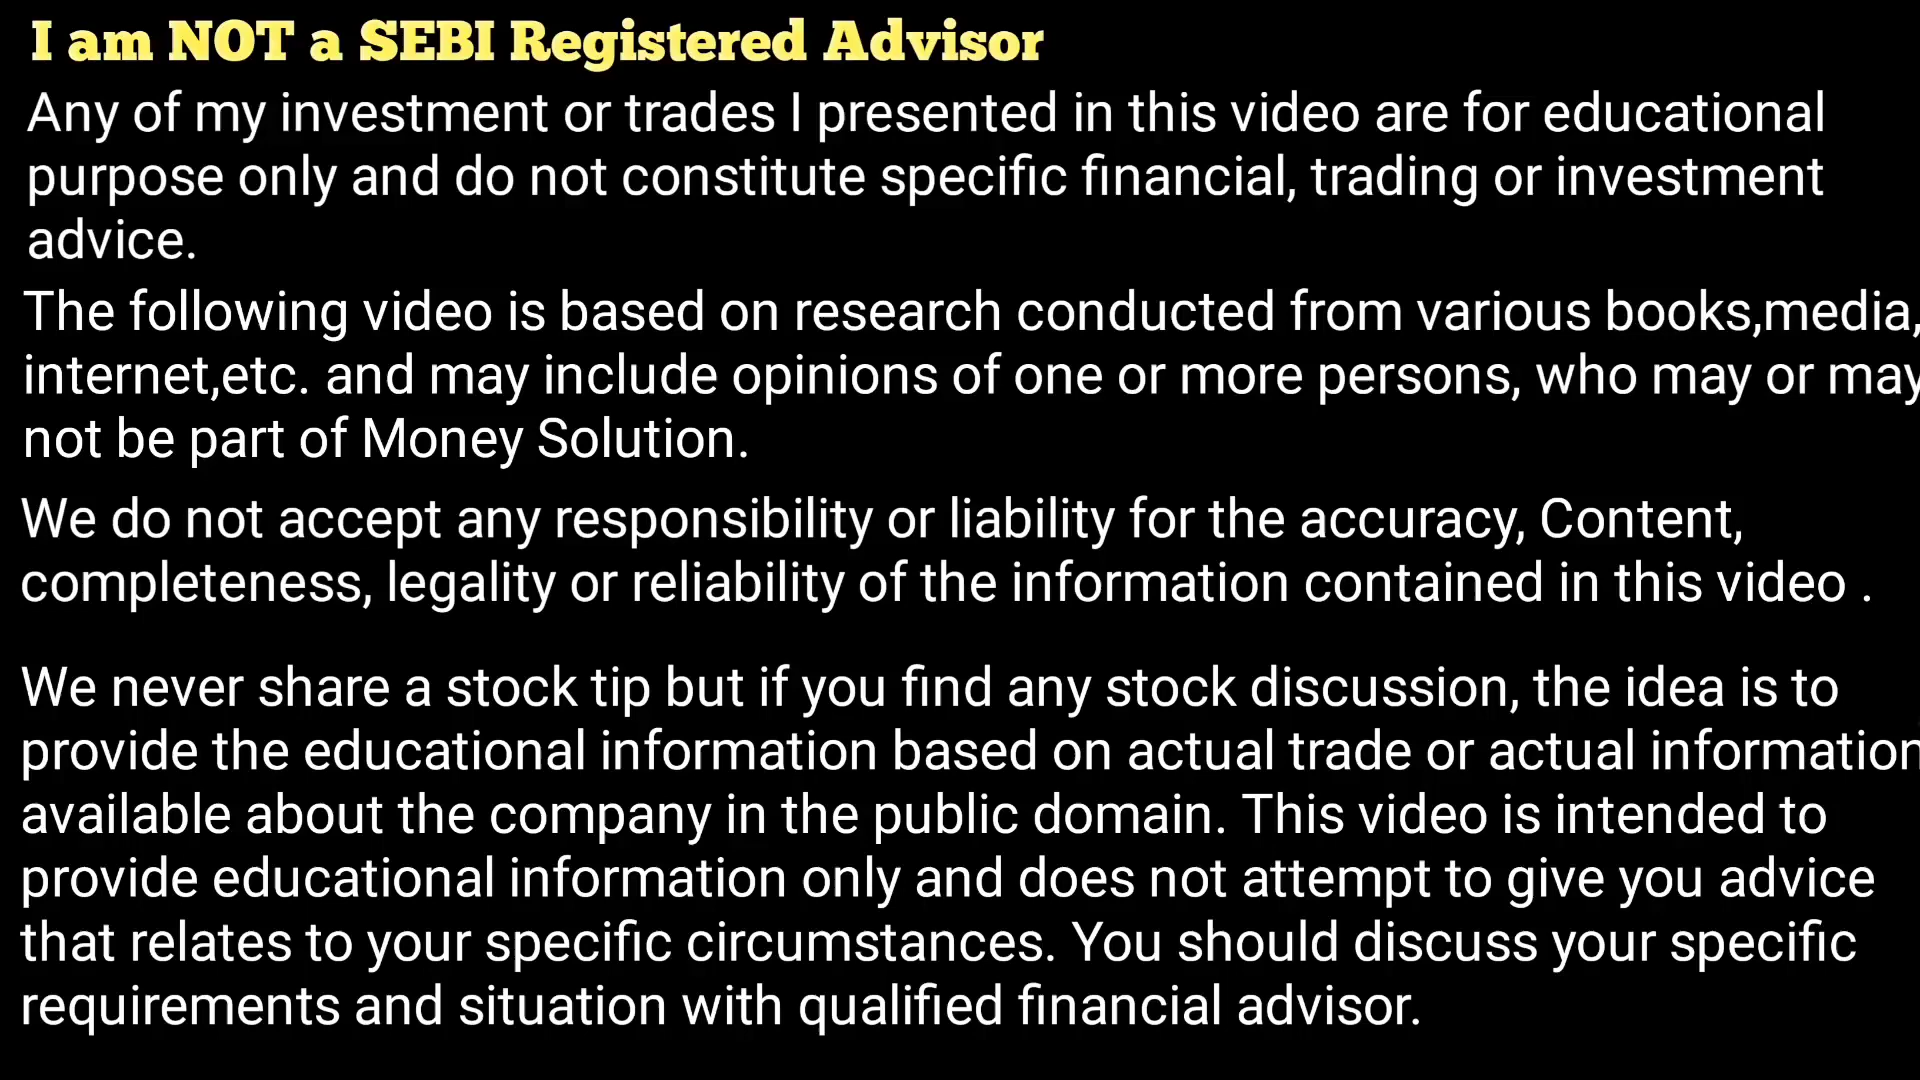 I am NOT a SEBI Registered Advisor
Any of my investment or trades I presented in this video are for educational
purpose only and do not constitute specific financial, trading or investment
advice.
The following video is based on research conducted from various books,media,
internet,etc. and may include opinions of one or more persons, who may or may
not be part of Money Solution.
We do not accept any responsibility or liability for the accuracy, Content,
completeness, legality or reliability of the information contained in this video .
We never share a stock tip but if you find any stock discussion, the idea is to
provide the educational information based on actual trade or actual information
available about the company in the public domain. This video is intended to
provide educational information only and does not attempt to give you advice
that relates to your specific circumstances. You should discuss your specific
requirements and situation with qualified financial advisor.